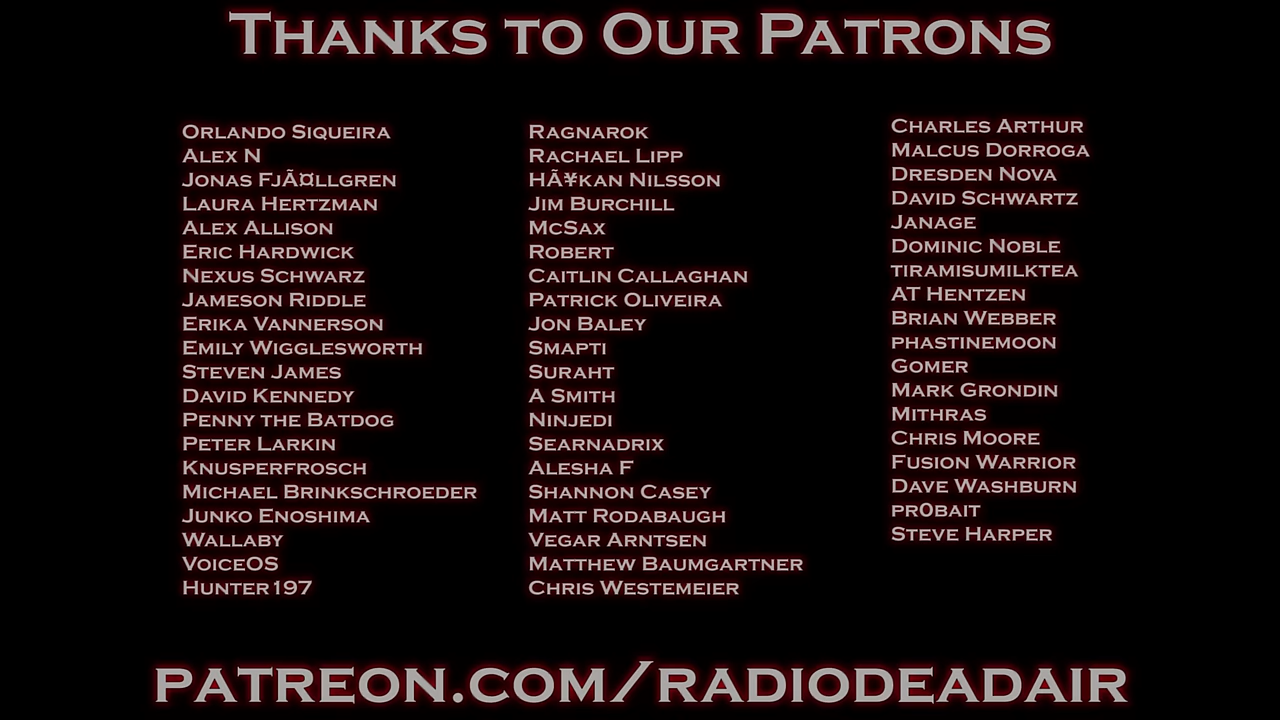 Thanks to Our Patrons
Orlando Siqueira
Alex N
Jonas FjÃ¤llgren
Laura Hertzman
Alex Allison
Eric Hardwick
Nexus Schwarz
Jameson Riddle
Erika Vannerson
Emily Wigglesworth
Steven James
David Kennedy
Penny the Batdog
Peter Larkin
Knusperfrosch
Michael Brinkschroeder
Junko Enoshima
Wallaby
VoiceOS
Hunter197
Ragnarok
Rachael Lipp
HÃ¥kan Nilsson
Jim Burchill
McSax
Robert
Caitlin Callaghan
Patrick Oliveira
Jon Baley
Smapti
Suraht
A Smith
Ninjedi
Searnadrix
Alesha F
Shannon Casey
Matt Rodabaugh
Vegar Arntsen
Matthew Baumgartner
Chris Westemeier
Charles Arthur
Malcus Dorroga
Dresden Nova
David Schwartz
Janage
Dominic Noble
tiramisumilktea
AT Hentzen
Brian Webber
phastinemoon
Gomer
Mark Grondin
Mithras
Chris Moore
Fusion Warrior
Dave Washburn
pr0bait
Steve Harper
patreon.com/radiodeadair